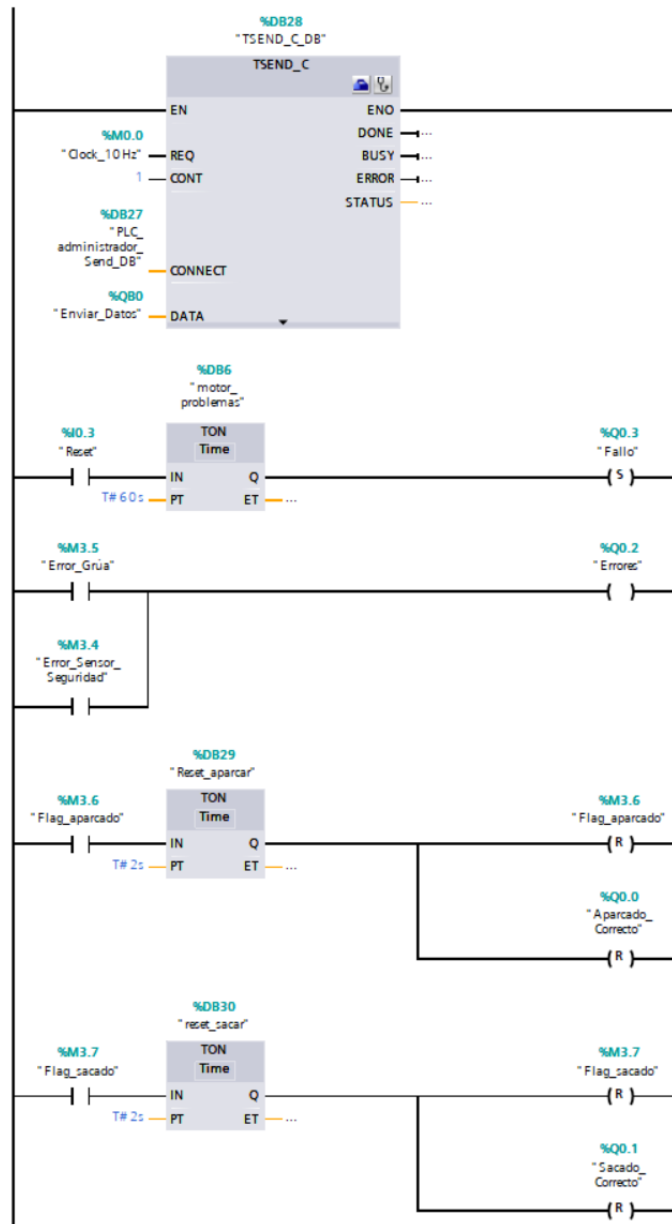 %DB28
"TSEND_C_DB"
TSEND_C
EN ENO
DONE ...
%M0.0
"Clock_10Hz" REQ BUSY ...
1 CONT ERROR ...
STATUS ...
%DB27
"PLC_
administrador_
Send_DB" CONNECT
%QB0
"Enviar_Datos" DATA
%DB6
"motor_
problemas"
%I0.3 TON %Q0.3
"Reset" Time "Fallo"
IN Q S
T#60s PT ET ...
%M3.5 %Q0.2
"Error_Grúa" "Errores"
%M3.4
"Error_Sensor_
Seguridad"
%DB29
"Reset_aparcar"
%M3.6 TON %M3.6
"Flag_aparcado" Time "Flag_aparcado"
IN Q R
T#2s PT ET ...
%Q0.0
"Aparcado_
Correcto"
R
%DB30
"reset_sacar"
%M3.7 TON %M3.7
"Flag_sacado" Time "Flag_sacado"
IN Q R
T#2s PT ET ...
%Q0.1
"Sacado_
Correcto"
R